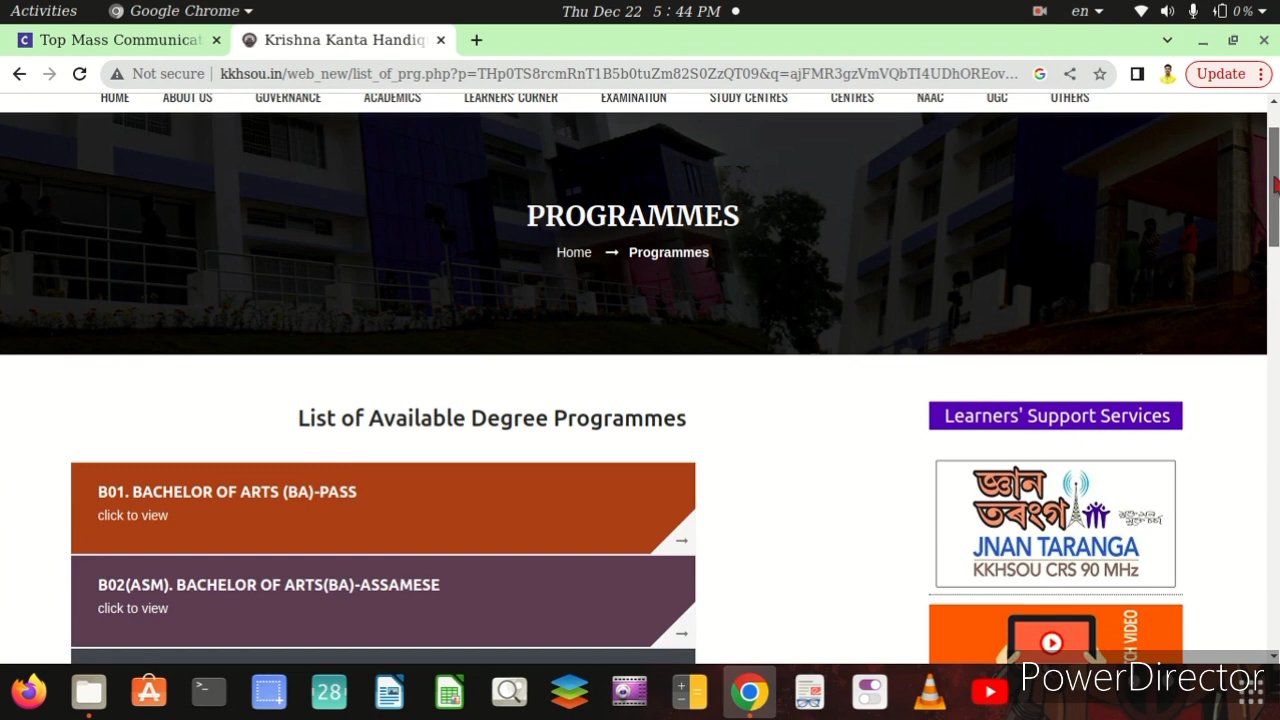 Activities Google Chrome Thu Dec 22 5:44 PM en 0%
Top Mass Communicat Krishna Kanta Handiq
Not secure kkhsou.in/web_new/list_of_prg.php?p=THp0TS8rcmRnT1B5b0tuZm82S0ZzQT09&q=ajFMR3gzVmVQbTI4UDhOREov... Update
HOME ABOUT US GOVERNANCE ACADEMICS LEARNERS' CORNER EXAMINATION STUDY CENTRES CENTRES NAAC UGC OTHERS
PROGRAMMES
Home → Programmes
List of Available Degree Programmes
Learners' Support Services
B01. BACHELOR OF ARTS (BA)-PASS
click to view
B02(ASM). BACHELOR OF ARTS(BA)-ASSAMESE
click to view
জ্ঞান
তৰংগ
JNAN TARANGA
KKHSOU CRS 90 MHz
CH VIDEO
28
PowerDirector